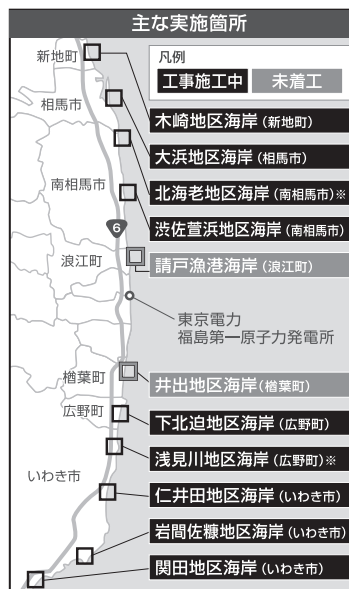 主な実施箇所
凡例
工事施工中
未着工
新地町
相馬市
南相馬市
6
浪江町
東京電力
福島第一原子力発電所
楢葉町
広野町
いわき市
木崎地区海岸(新地町)
大浜地区海岸(相馬市)
北海老地区海岸(南相馬市)※
渋佐萱浜地区海岸(南相馬市)
請戸漁港海岸(浪江町)
井出地区海岸(楢葉町)
下北迫地区海岸(広野町)
浅見川地区海岸(広野町)※
仁井田地区海岸(いわき市)
岩間佐糠地区海岸(いわき市)
関田地区海岸(いわき市)